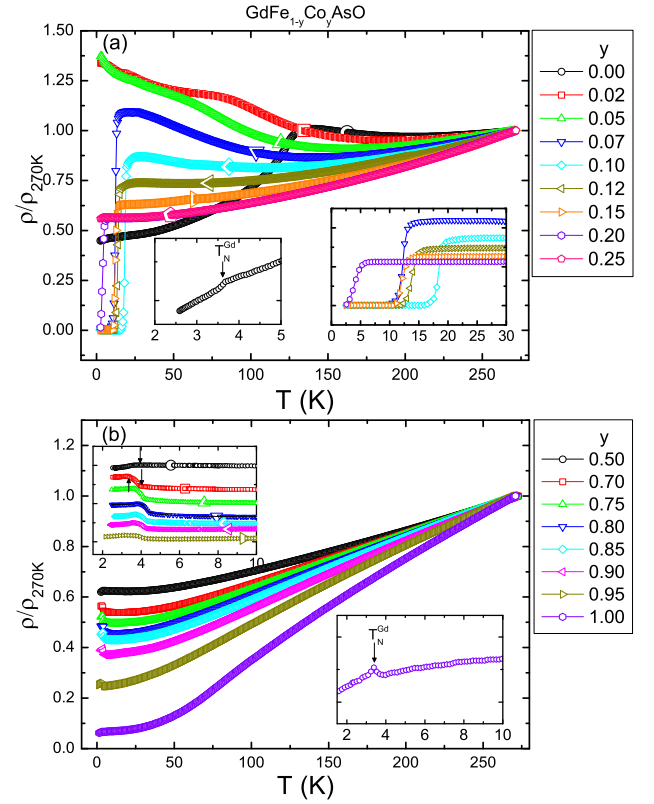 GdFe1-yCoyAsO
(a)
1.50
1.25
1.00
0.75
0.50
0.25
0.00
ρ/ρ270K
y
0.00
0.02
0.05
0.07
0.10
0.12
0.15
0.20
0.25
TNGd
2 3 4 5
0 5 10 15 20 25 30
0 50 100 150 200 250
T (K)
(b)
1.2
1.0
0.8
0.6
0.4
0.2
0.0
ρ/ρ270K
y
0.50
0.70
0.75
0.80
0.85
0.90
0.95
1.00
2 4 6 8 10
TNGd
2 4 6 8 10
0 50 100 150 200 250
T (K)